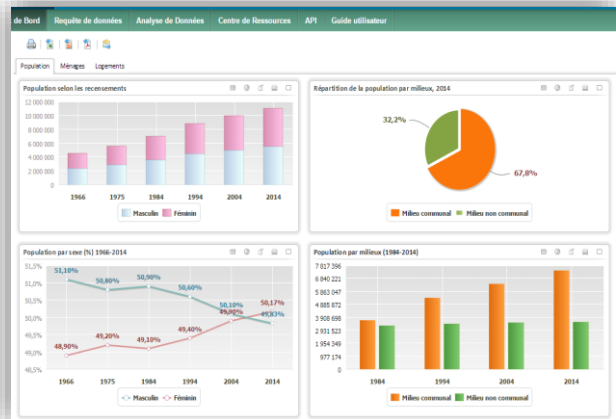 de Bord Requête de données Analyse de Données Centre de Ressources API Guide utilisateur
Population Ménages Logements
Population selon les recensements
12 000 000
10 000 000
8 000 000
6 000 000
4 000 000
2 000 000
0
1966 1975 1984 1994 2004 2014
Masculin Féminin
Répartition de la population par milieux, 2014
32,2%
67,8%
Milieu communal Milieu non communal
Population par sexe (%) 1966-2014
51,5%
51,0%
50,5%
50,0%
49,5%
49,0%
48,5%
51,10% 50,80% 50,90% 50,60% 50,10% 49,83%
48,90% 49,20% 49,10% 49,40% 49,90% 50,17%
1966 1975 1984 1994 2004 2014
Masculin Féminin
Population par milieu (1984-2014)
7 817 396
6 840 221
5 863 047
4 885 872
3 908 698
2 931 523
1 954 349
977 174
0
1984 1994 2004 2014
Milieu communal Milieu non communal